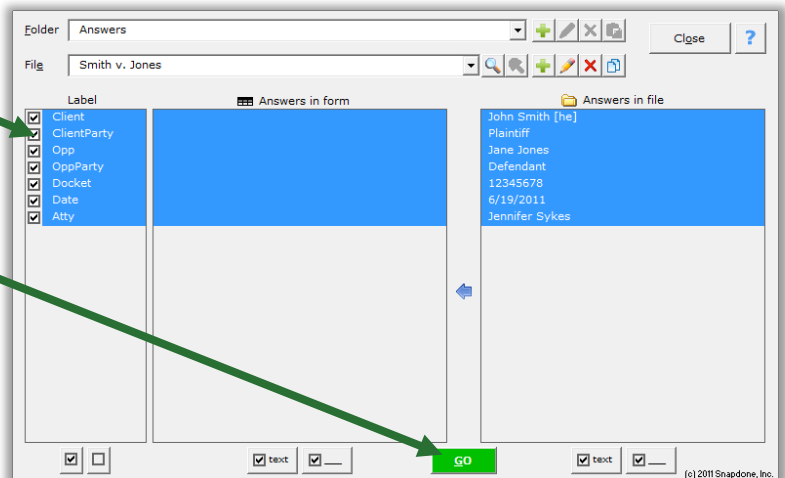 Folder Answers Close ?
File Smith v. Jones
Label Answers in form Answers in file
Client John Smith [he]
ClientParty Plaintiff
Opp Jane Jones
OppParty Defendant
Docket 12345678
Date 6/19/2011
Atty Jennifer Sykes
text GO text
(c) 2011 Snapdone, Inc.